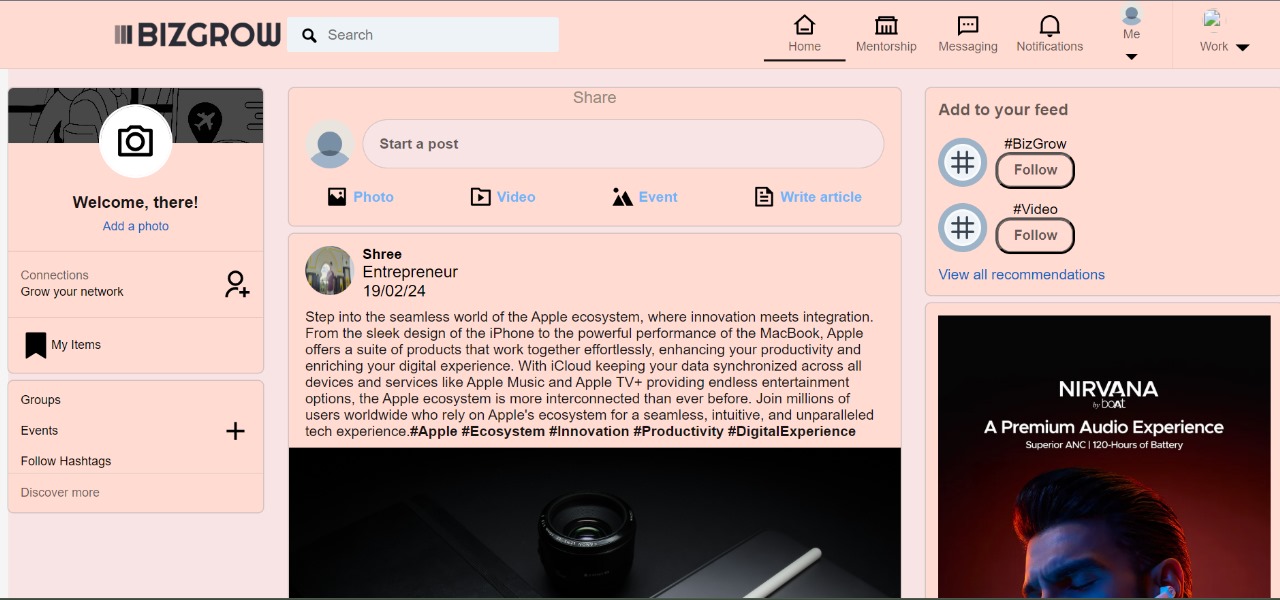 BIZGROW
Search
Home
Mentorship
Messaging
Notifications
Me
Work
Welcome, there!
Add a photo
Connections
Grow your network
My Items
Groups
Events
Follow Hashtags
Discover more
Share
Start a post
Photo
Video
Event
Write article
Shree
Entrepreneur
19/02/24
Step into the seamless world of the Apple ecosystem, where innovation meets integration.
From the sleek design of the iPhone to the powerful performance of the MacBook, Apple
offers a suite of products that work together effortlessly, enhancing your productivity and
enriching your digital experience. With iCloud keeping your data synchronized across all
devices and services like Apple Music and Apple TV+ providing endless entertainment
options, the Apple ecosystem is more interconnected than ever before. Join millions of
users worldwide who rely on Apple's ecosystem for a seamless, intuitive, and unparalleled
tech experience.#Apple #Ecosystem #Innovation #Productivity #DigitalExperience
Add to your feed
#BizGrow
Follow
#Video
Follow
View all recommendations
NIRVANA
by boAt
A Premium Audio Experience
Superior ANC | 120-Hours of Battery